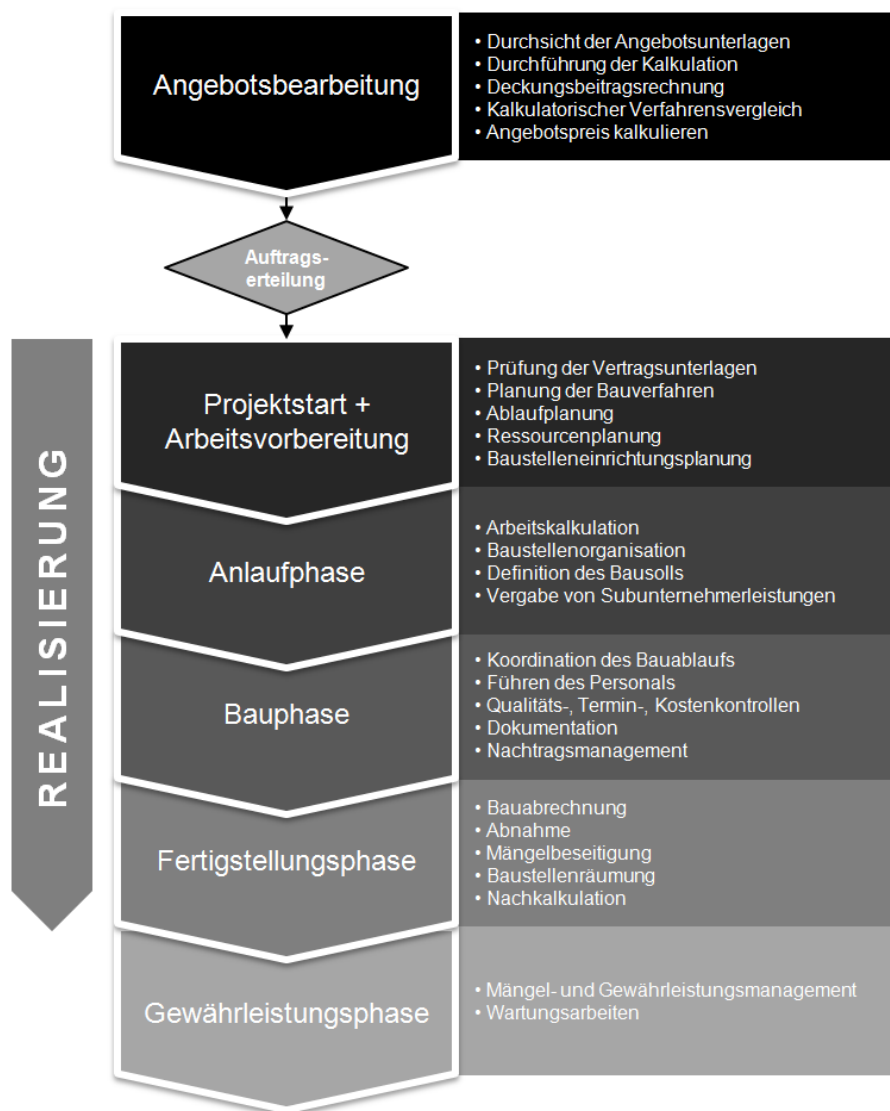 Angebotsbearbeitung
• Durchsicht der Angebotsunterlagen
• Durchführung der Kalkulation
• Deckungsbeitragsrechnung
• Kalkulatorischer Verfahrensvergleich
• Angebotspreis kalkulieren
Auftrags-
erteilung
REALISIERUNG
Projektstart +
Arbeitsvorbereitung
• Prüfung der Vertragsunterlagen
• Planung der Bauverfahren
• Ablaufplanung
• Ressourcenplanung
• Baustelleneinrichtungsplanung
Anlaufphase
• Arbeitskalkulation
• Baustellenorganisation
• Definition des Bausolls
• Vergabe von Subunternehmerleistungen
Bauphase
• Koordination des Bauablaufs
• Führen des Personals
• Qualitäts-, Termin-, Kostenkontrollen
• Dokumentation
• Nachtragsmanagement
Fertigstellungsphase
• Bauabrechnung
• Abnahme
• Mängelbeseitigung
• Baustellenräumung
• Nachkalkulation
Gewährleistungsphase
• Mängel- und Gewährleistungsmanagement
• Wartungsarbeiten